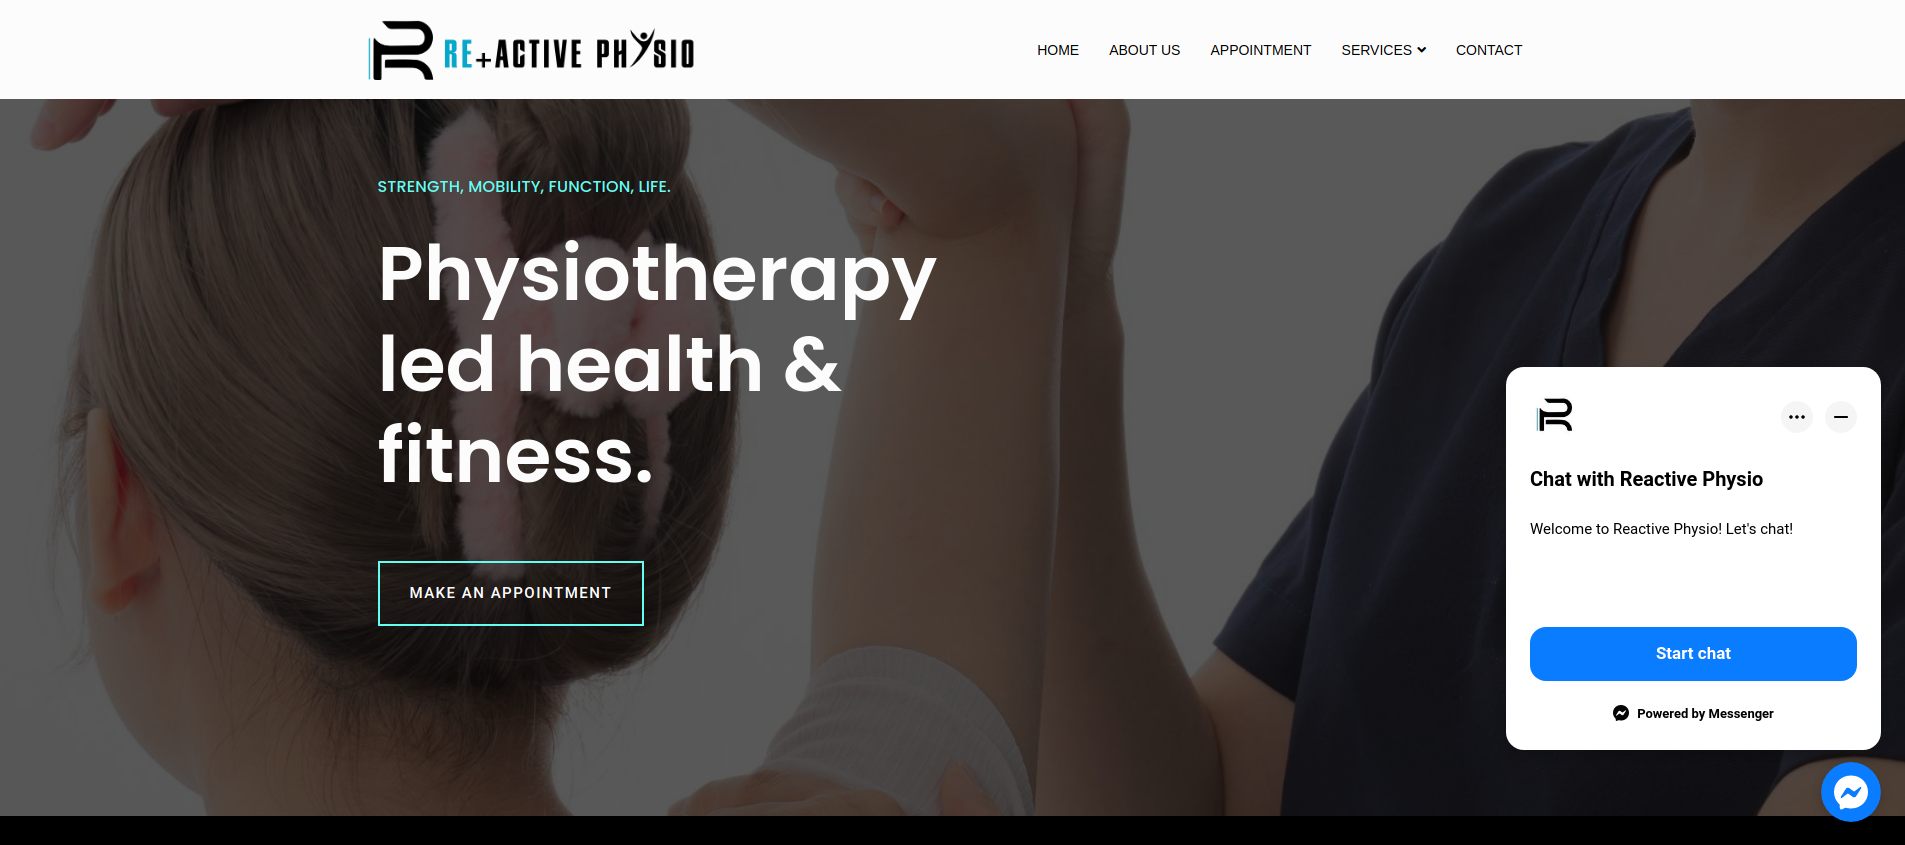 RE+ACTIVE PHYSIO
HOME
ABOUT US
APPOINTMENT
SERVICES
CONTACT
STRENGTH, MOBILITY, FUNCTION, LIFE.
Physiotherapy
led health &
fitness.
MAKE AN APPOINTMENT
Chat with Reactive Physio
Welcome to Reactive Physio! Let's chat!
Start chat
Powered by Messenger